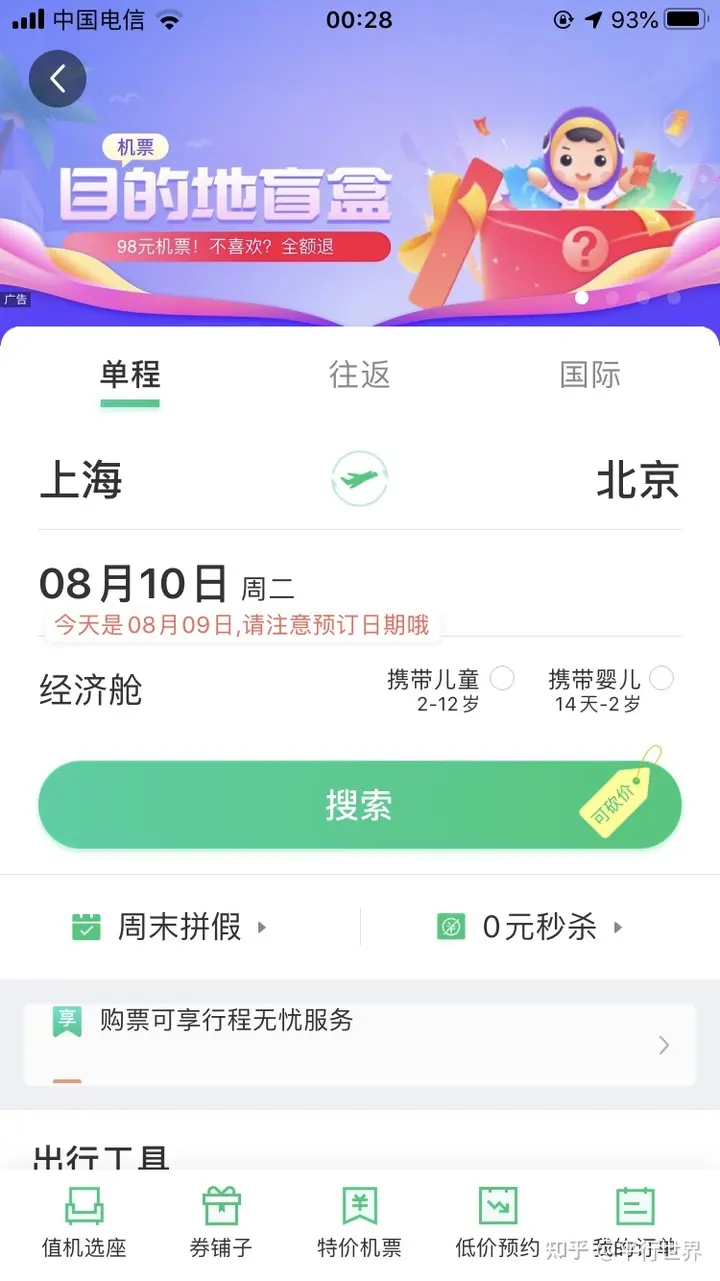 中国电信 00:28 93%
机票
目的地盲盒
98元机票！不喜欢？全额退
?
广告
单程 往返 国际
上海 北京
08月10日 周二
今天是08月09日,请注意预订日期哦
经济舱 携带儿童 携带婴儿
2-12岁 14天-2岁
搜索 可砍价
周末拼假 0元秒杀
享 购票可享行程无忧服务
出行工具
值机选座 券铺子 特价机票 低价预约 我的订单
知乎 @平行世界